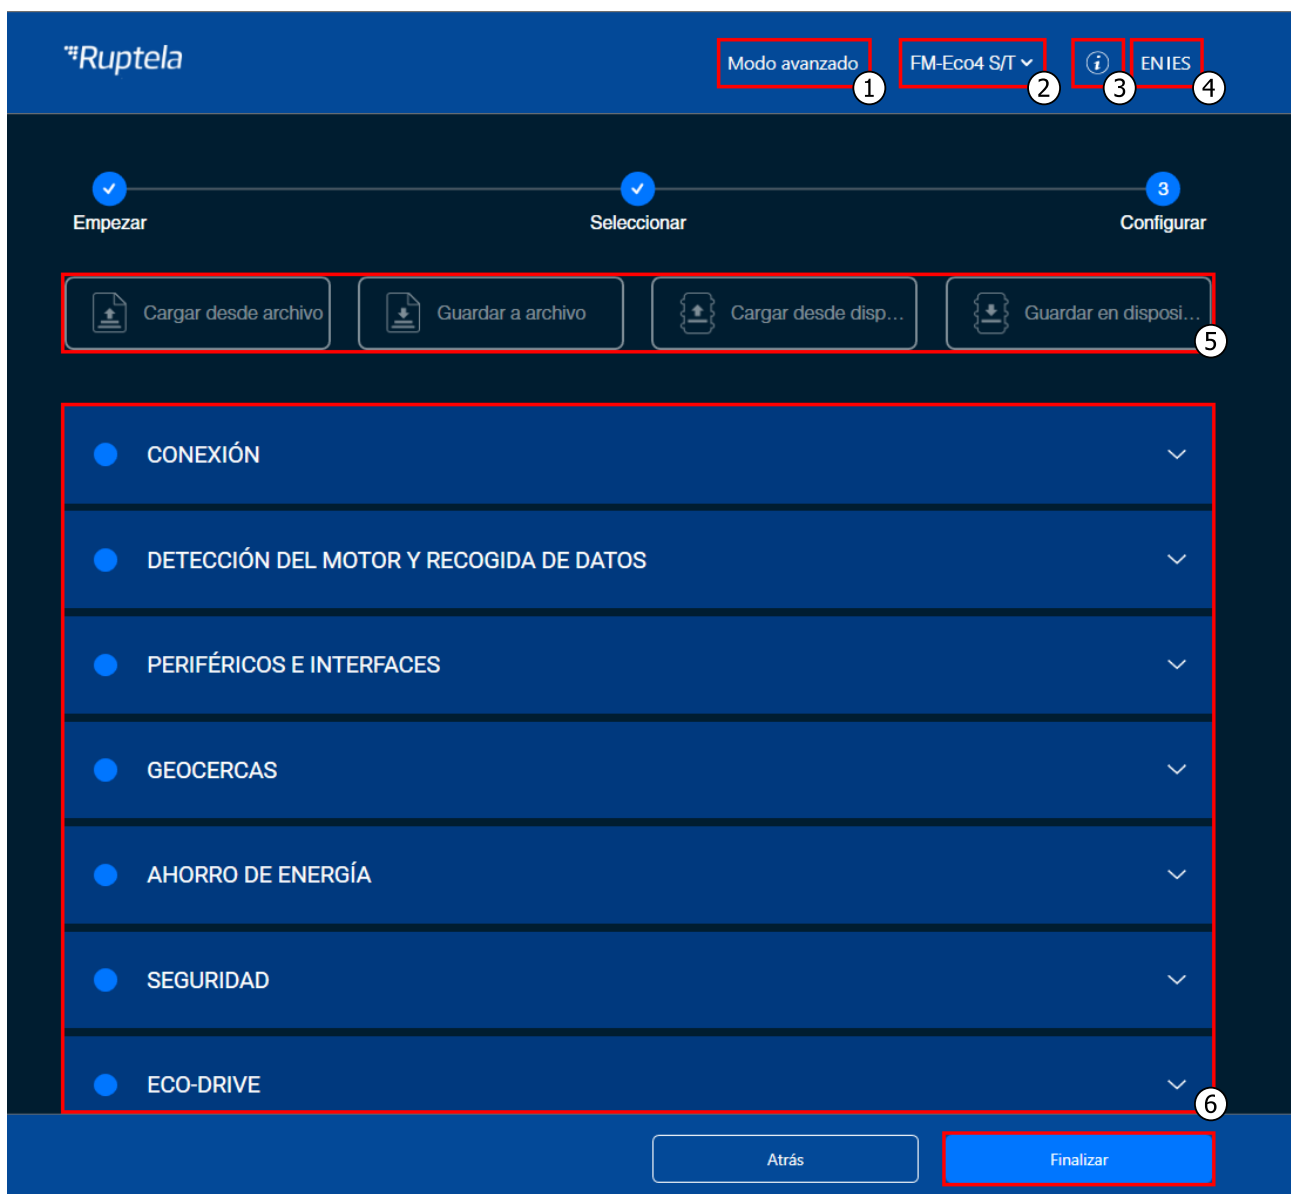 Ruptela
Modo avanzado
FM-Eco4 S/T
EN|ES
1
2
3
4
3
Empezar
Seleccionar
Configurar
Cargar desde archivo
Guardar a archivo
Cargar desde disp...
Guardar en disposi...
5
CONEXIÓN
DETECCIÓN DEL MOTOR Y RECOGIDA DE DATOS
PERIFÉRICOS E INTERFACES
GEOCERCAS
AHORRO DE ENERGÍA
SEGURIDAD
ECO-DRIVE
6
Atrás
Finalizar